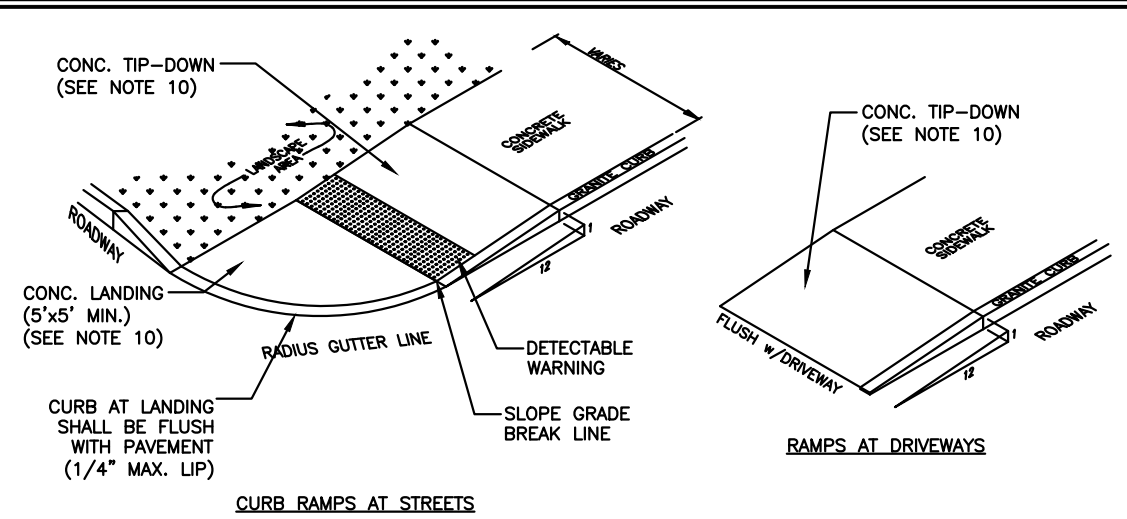 CONC. TIP-DOWN
(SEE NOTE 10)
VARIES
LANDSCAPE
AREA
CONCRETE
SIDEWALK
GRANITE CURB
ROADWAY
1
12
ROADWAY
CONC. LANDING
(5'x5' MIN.)
(SEE NOTE 10)
RADIUS GUTTER LINE
DETECTABLE
WARNING
CURB AT LANDING
SHALL BE FLUSH
WITH PAVEMENT
(1/4" MAX. LIP)
SLOPE GRADE
BREAK LINE
CURB RAMPS AT STREETS
CONC. TIP-DOWN
(SEE NOTE 10)
CONCRETE
SIDEWALK
GRANITE CURB
ROADWAY
1
12
FLUSH w/DRIVEWAY
RAMPS AT DRIVEWAYS